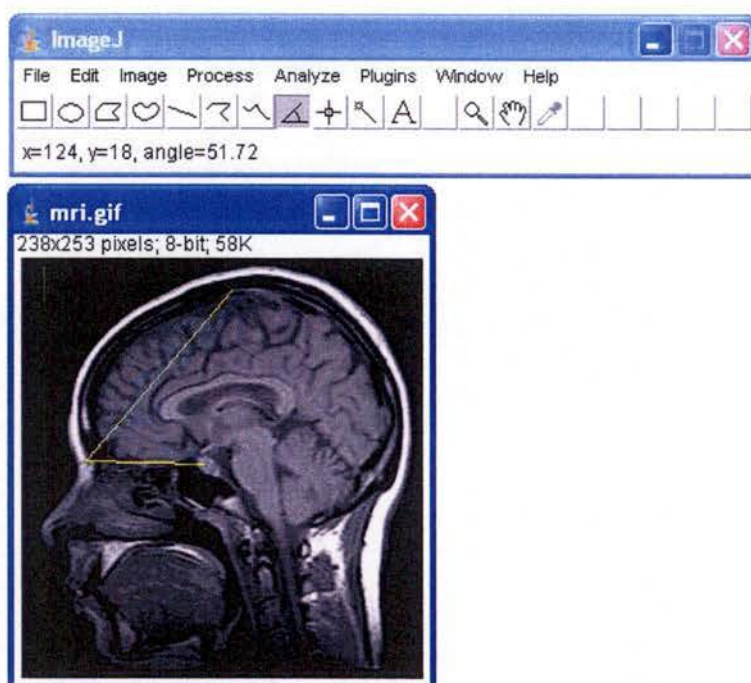 ImageJ
File Edit Image Process Analyze Plugins Window Help
A
x=124, y=18, angle=51.72
mri.gif
238x253 pixels; 8-bit; 58K